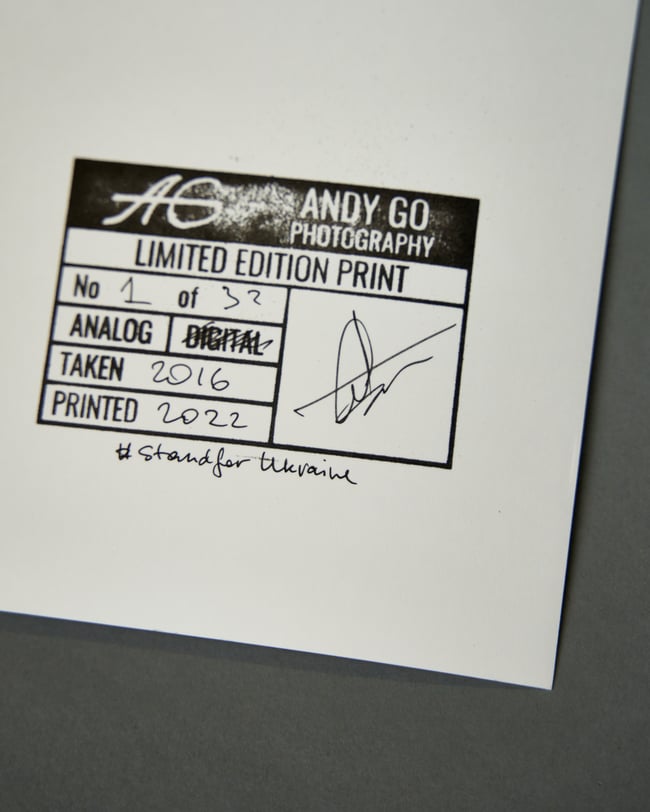 AG ANDY GO
PHOTOGRAPHY
LIMITED EDITION PRINT
No 1 of 32
ANALOG DIGITAL
TAKEN 2016
PRINTED 2022
#standforUkraine